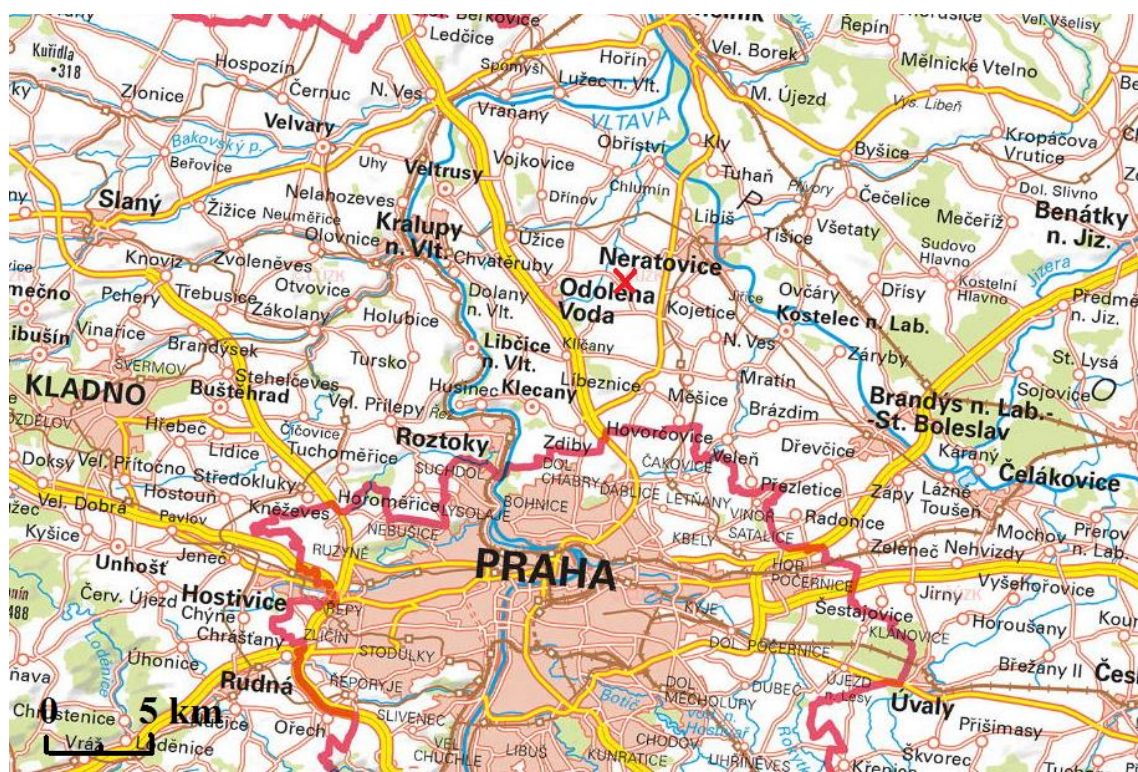 Berkovice
Ledčice
Kuřidla
•318
Hospozín
Zlonice
Černuc
N. Ves
Spomyšl
Hořín
Lužec n. Vlt.
Vraňany
Vel. Borek
M. Újezd
Řepín
Mělnické Vtelno
Vel. Všelisy
Vys. Libeň
Velvary
Bakovský p.
Beřovice
Uhy
Veltrusy
Vojkovice
VLTAVA
Obříství
Kly
Tuhaň
Byšice
Kropáčova
Vrutice
Chlumín
Přívory
Čečelice
Dol. Slivno
Slaný
Žižice
Nelahozeves
Neuměřice
Olovnice
Kralupy
n. Vlt.
Dřínov
Užice
Libiš
P
Tišice
Všetaty
Mečeříž
Benátky
n. Jiz.
Knovíz
Zvoleněves
Chvatěruby
Neratovice
Sudovo
Hlavno
Jizera
Pchery
Třebusice
Otvovice
Dolany
n. Vlt.
Odolena
Voda
Kojetice
Jiřice
Ovčáry
Dřísy
Kostelní
Hlavno
Předmě
n. Jiz.
Vinařice
Zákolany
Holubice
Kostelec n. Lab.
Libušín
Brandýsek
Tursko
Libčice
n. Vlt.
Klíčany
N. Ves
Záryby
St. Lysá
ŠVERMOV
KLADNO
Stehelčeves
Buštěhrad
Husinec
Klecany
Líbeznice
Měšice
Mratín
Sojovice
O
Vel. Přílepy
Řež
Brázdim
Brandýs n. Lab.-
-St. Boleslav
Hřebeč
Číčovice
Roztoky
Zdiby
Hovorčovice
Dřevčice
Káraný
Lidice
Tuchoměřice
Veleň
Čelákovice
Doksy
Vel. Přítočno
Středokluky
SUCHDOL
DOL.
CHABRY
ČAKOVICE
Přezletice
Zápy
Lázně
Toušeň
Hostouň
Kněževes
Horoměřice
LYSOLAJE
BOHNICE
ĎÁBLICE
LETŇANY
VINOŘ
Vel. Dobrá
Pavlov
NEBUŠICE
Radonice
Mochov
Přerov
n. Lab.
Kyšice
Jeneč
RUZYNĚ
KBELY
SATALICE
Zeleneč
Nehvizdy
Unhošť
PRAHA
HOR.
POČERNICE
Vyšehořovice
Jirny
Červ. Újezd
Hostivice
ŘEPY
KYJE
Šestajovice
Chýně
Horoušany
Chrášťany
ZLIČÍN
STODŮLKY
DOL. POČERNICE
KLÁNOVICE
Loděnice
Úhonice
Břežany II
Rudná
ŘEPORYJE
Botič
DOL.
MĚCHOLUPY
DUBEČ
ÚJEZD
n. Lesy
Úvaly
0 5 km
Ořech
SLIVENEC
Přišimasy
Vráž
Loděnice
VEL.
CHUCHLE
LIBUŠ
KUNRATICE
CHODOV
UHŘÍNĚVES
Škvorec